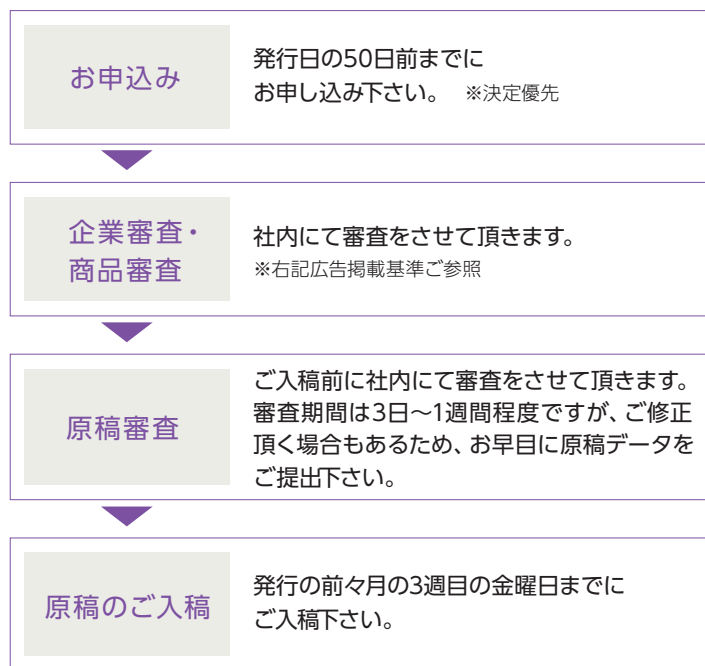 お申込み
発行日の50日前までに
お申し込み下さい。 ※決定優先
企業審査・
商品審査
社内にて審査をさせて頂きます。
※右記広告掲載基準ご参照
原稿審査
ご入稿前に社内にて審査をさせて頂きます。
審査期間は3日〜1週間程度ですが、ご修正
頂く場合もあるため、お早目に原稿データを
ご提出下さい。
原稿のご入稿
発行の前々月の3週目の金曜日までに
ご入稿下さい。